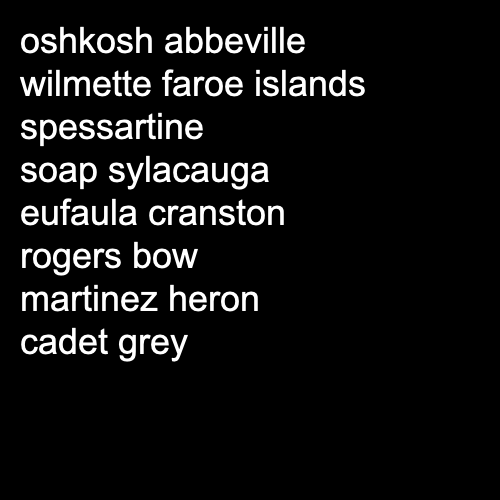 oshkosh abbeville
wilmette faroe islands
spessartine
soap sylacauga
eufaula cranston
rogers bow
martinez heron
cadet grey